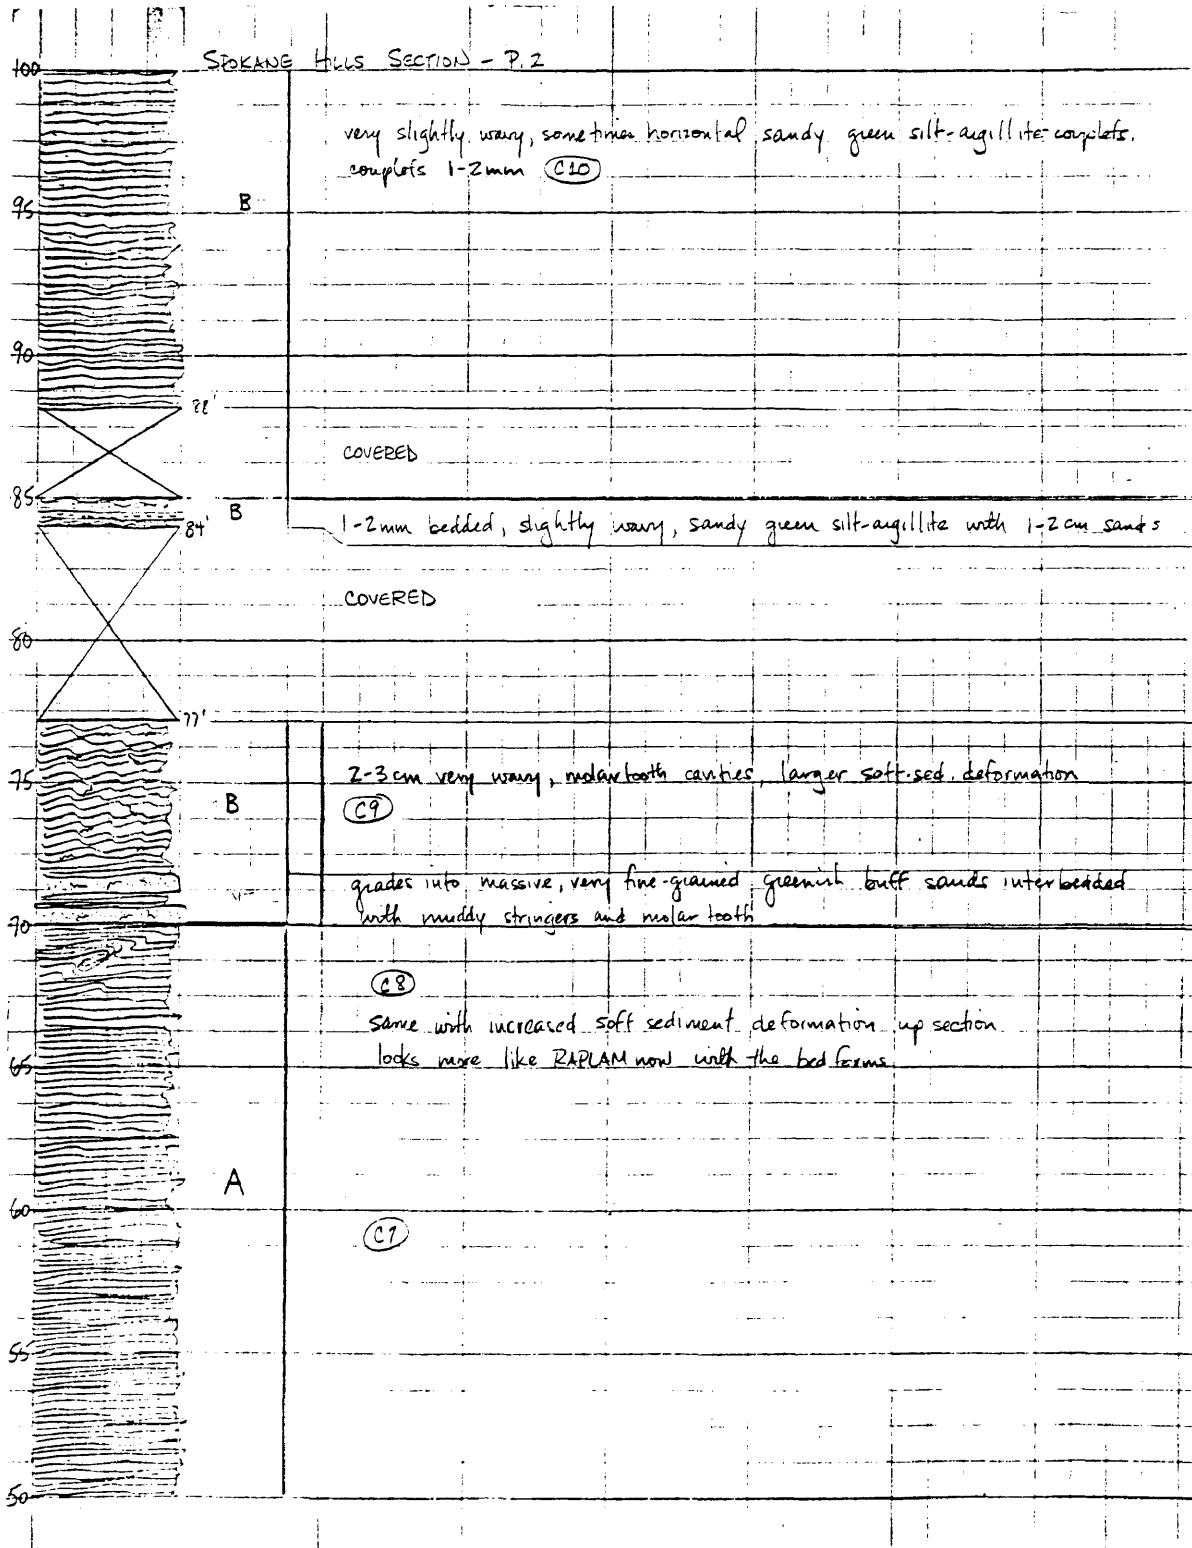 SPOKANE HILLS SECTION - P. 2
100
very slightly wavy, sometimes horizontal sandy green silt-argillite couplets.
couplets 1-2mm C10
95 B
90
88'
COVERED
85
B
84'
1-2mm bedded, slightly wavy, sandy green silt-argillite with 1-2 cm sands
COVERED
80
77'
75 2-3 cm very wavy, molar tooth cavities, larger soft-sed. deformation
B C9
grades into massive, very fine-grained greenish buff sands interbedded
with muddy stringers and molar tooth
70
C8
same with increased soft sediment deformation up section
looks more like RAPLAM now with the bed forms.
65
A
60
C7
55
50